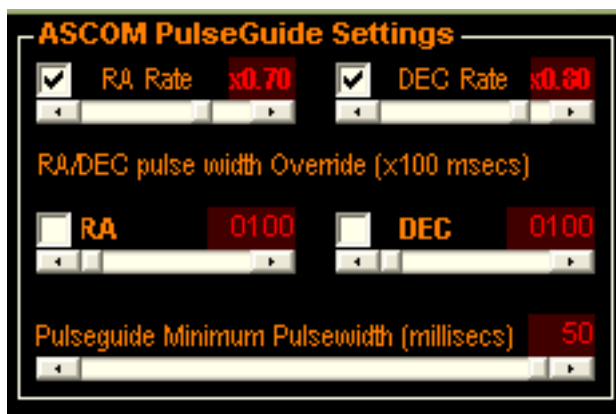 ASCOM PulseGuide Settings
RA Rate x0.70 DEC Rate x0.80
RA/DEC pulse width Override (x100 msecs)
RA 0100 DEC 0100
Pulseguide Minimum Pulsewidth (millisecs) 50